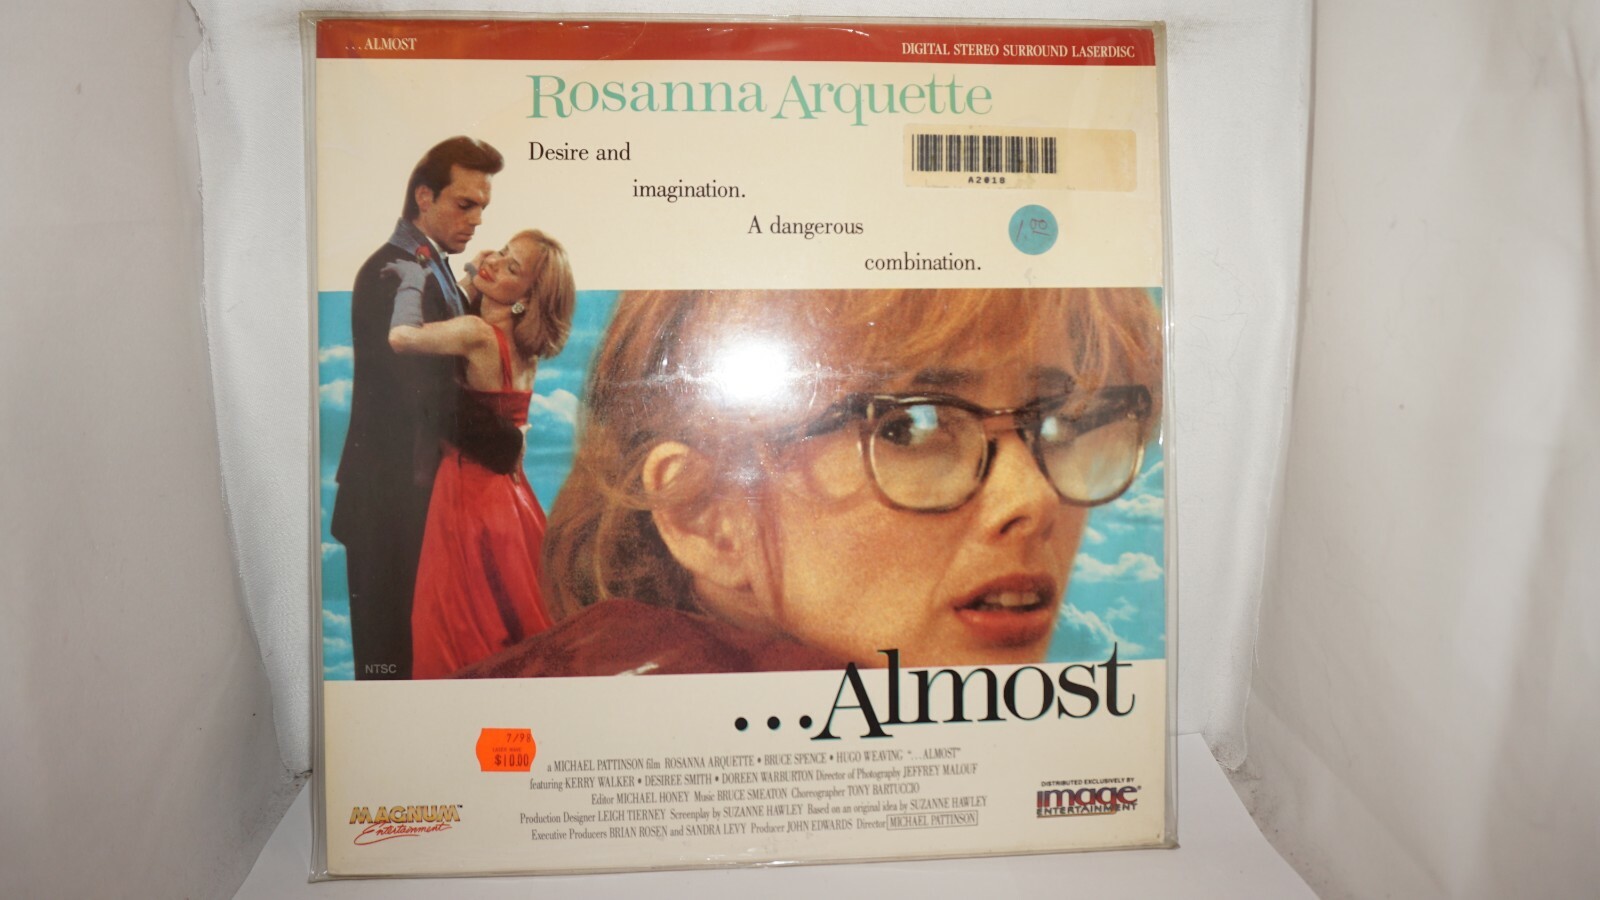 ...ALMOST
DIGITAL STEREO SURROUND LASERDISC
Rosanna Arquette
Desire and
imagination.
A dangerous
combination.
A2018
1.00
NTSC
...Almost
7/98
$10.00
a MICHAEL PATTINSON film ROSANNA ARQUETTE • BRUCE SPENCE • HUGO WEAVING "...ALMOST"
featuring KERRY WALKER • DESIREE SMITH • DOREEN WARBURTON Director of Photography JEFFREY MALOUF
Editor MICHAEL HONEY Music BRUCE SMEATON Choreographer TONY BARTUCCIO
Production Designer LEIGH TIERNEY Screenplay by SUZANNE HAWLEY Based on an original idea by SUZANNE HAWLEY
Executive Producers BRIAN ROSEN and SANDRA LEVY Producer JOHN EDWARDS Director MICHAEL PATTINSON
MAGNUM™
Entertainment
DISTRIBUTED EXCLUSIVELY BY
image®
ENTERTAINMENT